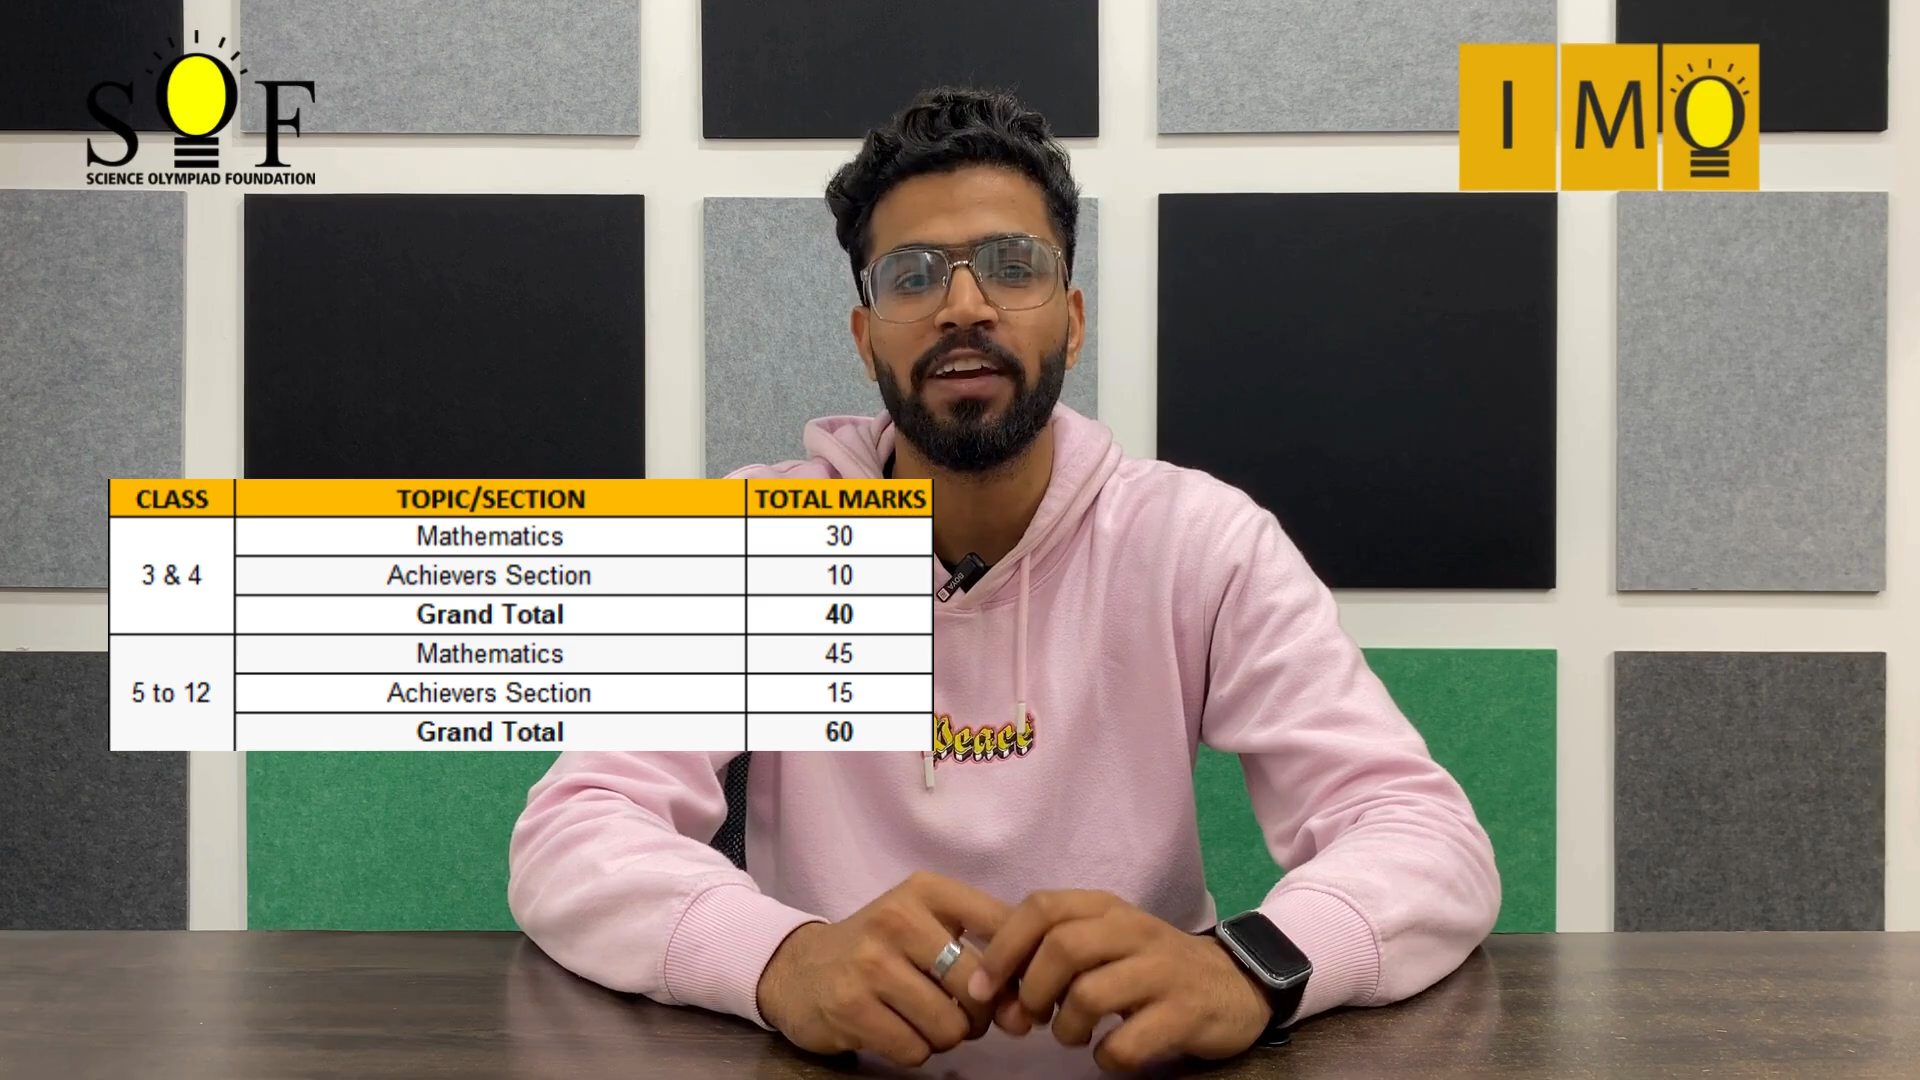 SOF
SCIENCE OLYMPIAD FOUNDATION
IMO
CLASS TOPIC/SECTION TOTAL MARKS
3 & 4
Mathematics 30
Achievers Section 10
Grand Total 40
5 to 12
Mathematics 45
Achievers Section 15
Grand Total 60
BOYA
Peace